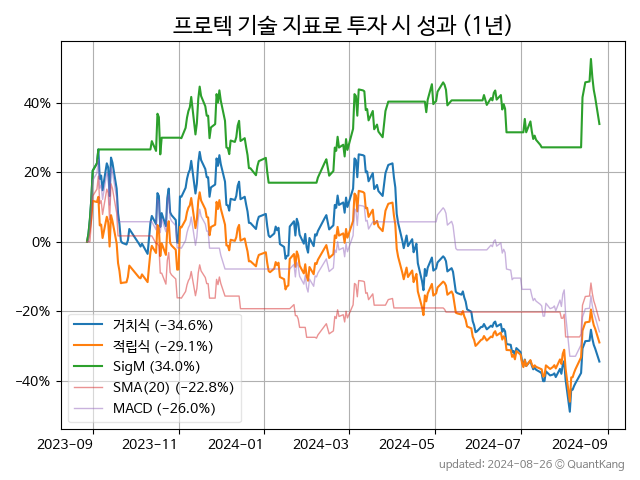 프로텍 기술 지표로 투자 시 성과 (1년)
40%
20%
0%
−20%
−40%
거치식 (−34.6%)
적립식 (−29.1%)
SigM (34.0%)
SMA(20) (−22.8%)
MACD (−26.0%)
2023-09 2023-11 2024-01 2024-03 2024-05 2024-07 2024-09
updated: 2024-08-26 © QuantKang